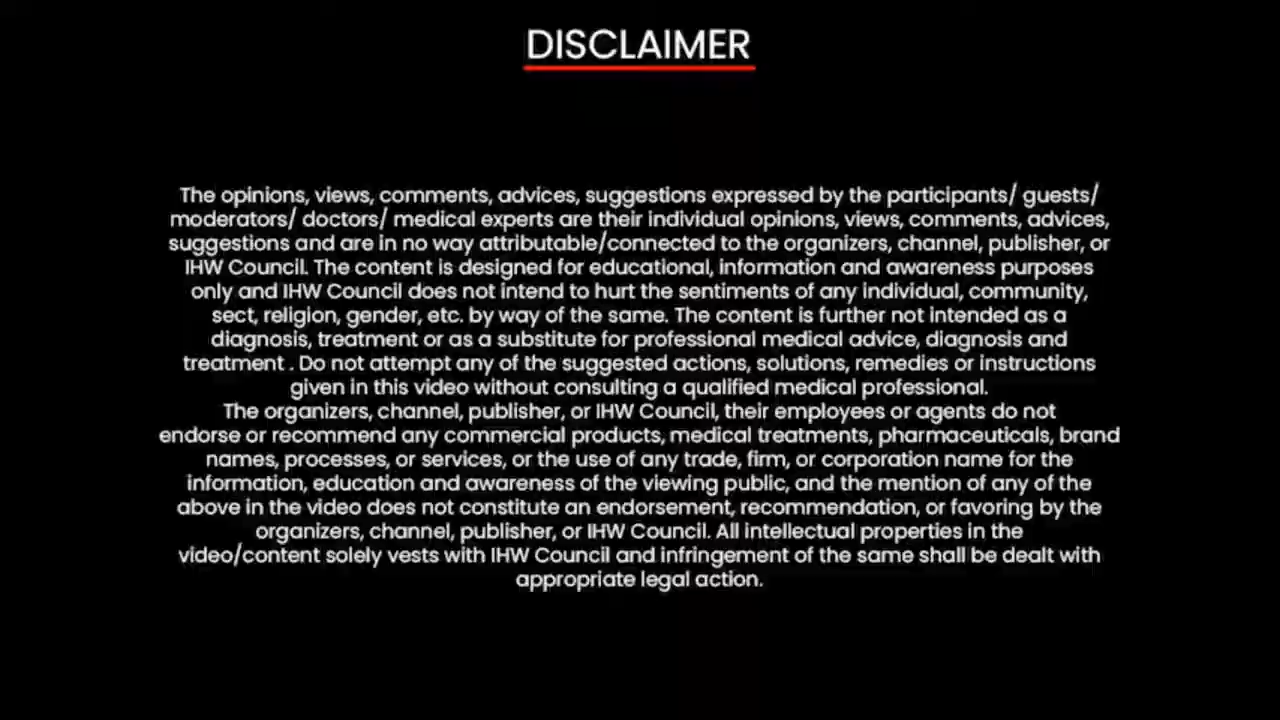 DISCLAIMER
The opinions, views, comments, advices, suggestions expressed by the participants/ guests/
moderators/ doctors/ medical experts are their individual opinions, views, comments, advices,
suggestions and are in no way attributable/connected to the organizers, channel, publisher, or
IHW Council. The content is designed for educational, information and awareness purposes
only and IHW Council does not intend to hurt the sentiments of any individual, community,
sect, religion, gender, etc. by way of the same. The content is further not intended as a
diagnosis, treatment or as a substitute for professional medical advice, diagnosis and
treatment . Do not attempt any of the suggested actions, solutions, remedies or instructions
given in this video without consulting a qualified medical professional.
The organizers, channel, publisher, or IHW Council, their employees or agents do not
endorse or recommend any commercial products, medical treatments, pharmaceuticals, brand
names, processes, or services, or the use of any trade, firm, or corporation name for the
information, education and awareness of the viewing public, and the mention of any of the
above in the video does not constitute an endorsement, recommendation, or favoring by the
organizers, channel, publisher, or IHW Council. All intellectual properties in the
video/content solely vests with IHW Council and infringement of the same shall be dealt with
appropriate legal action.